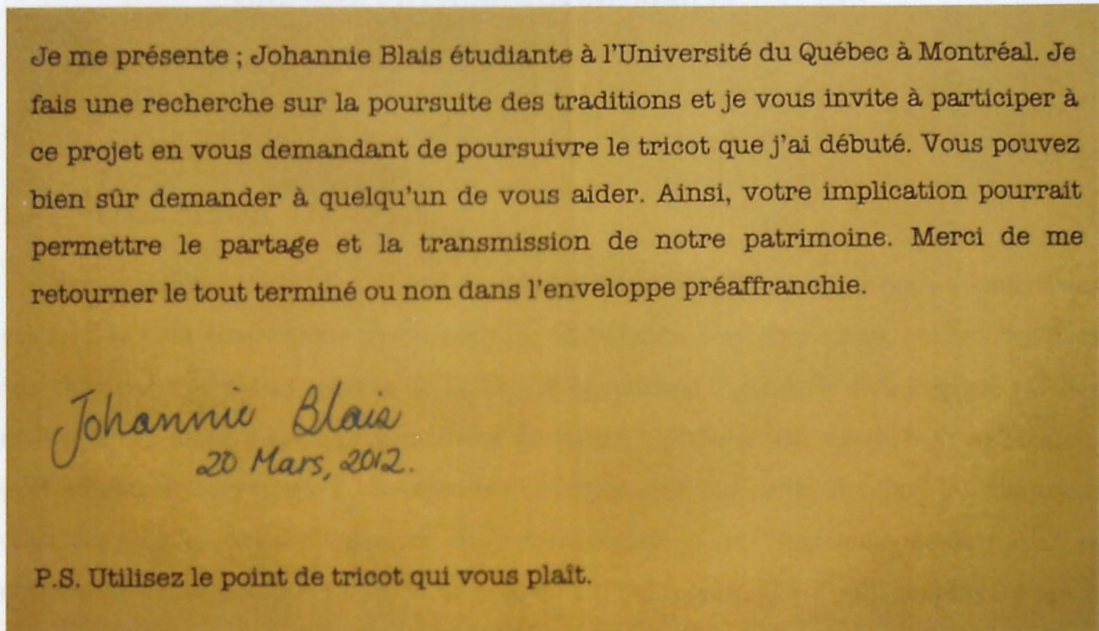 Je me présente ; Johannie Blais étudiante à l'Université du Québec à Montréal. Je
fais une recherche sur la poursuite des traditions et je vous invite à participer à
ce projet en vous demandant de poursuivre le tricot que j'ai débuté. Vous pouvez
bien sûr demander à quelqu'un de vous aider. Ainsi, votre implication pourrait
permettre le partage et la transmission de notre patrimoine. Merci de me
retourner le tout terminé ou non dans l'enveloppe préaffranchie.
Johannie Blais
20 Mars, 2012.
P.S. Utilisez le point de tricot qui vous plaît.